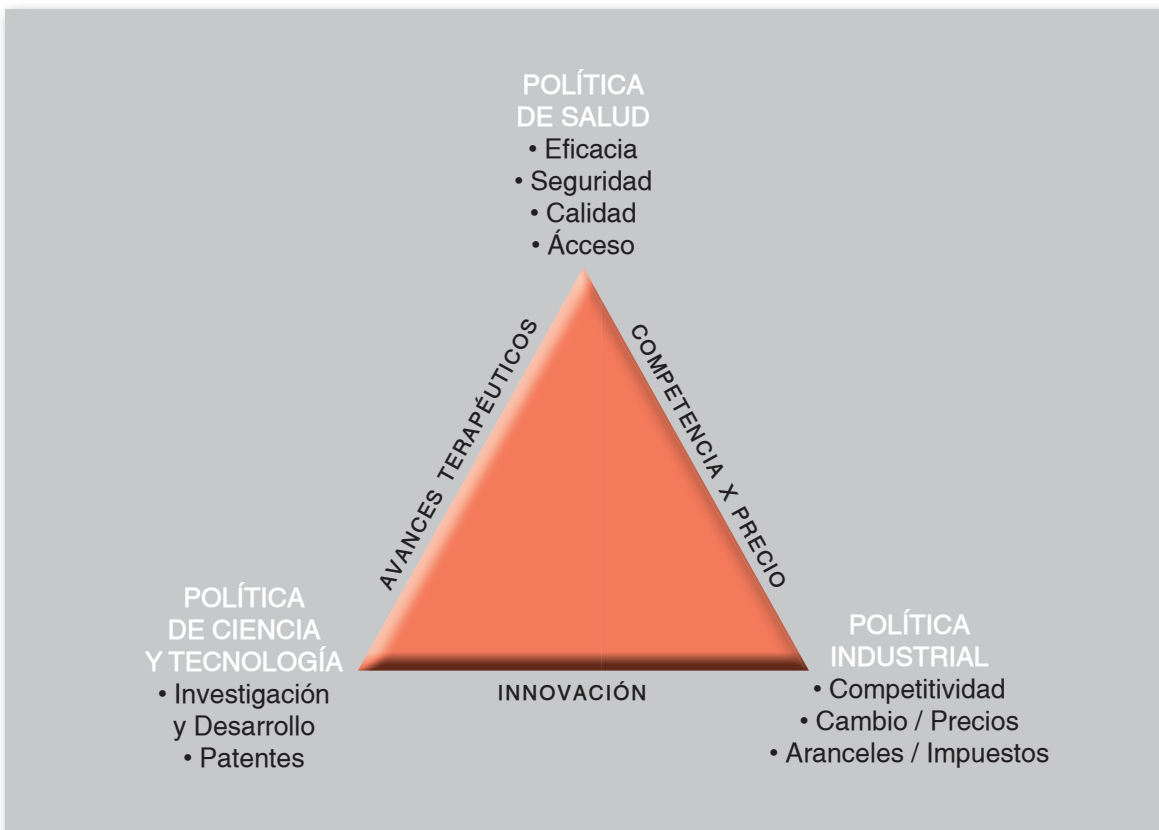 POLÍTICA
DE SALUD
• Eficacia
• Seguridad
• Calidad
• Ácceso
AVANCES TERAPÉUTICOS
COMPETENCIA X PRECIO
POLÍTICA
DE CIENCIA
Y TECNOLOGÍA
• Investigación
y Desarrollo
• Patentes
INNOVACIÓN
POLÍTICA
INDUSTRIAL
• Competitividad
• Cambio / Precios
• Aranceles / Impuestos